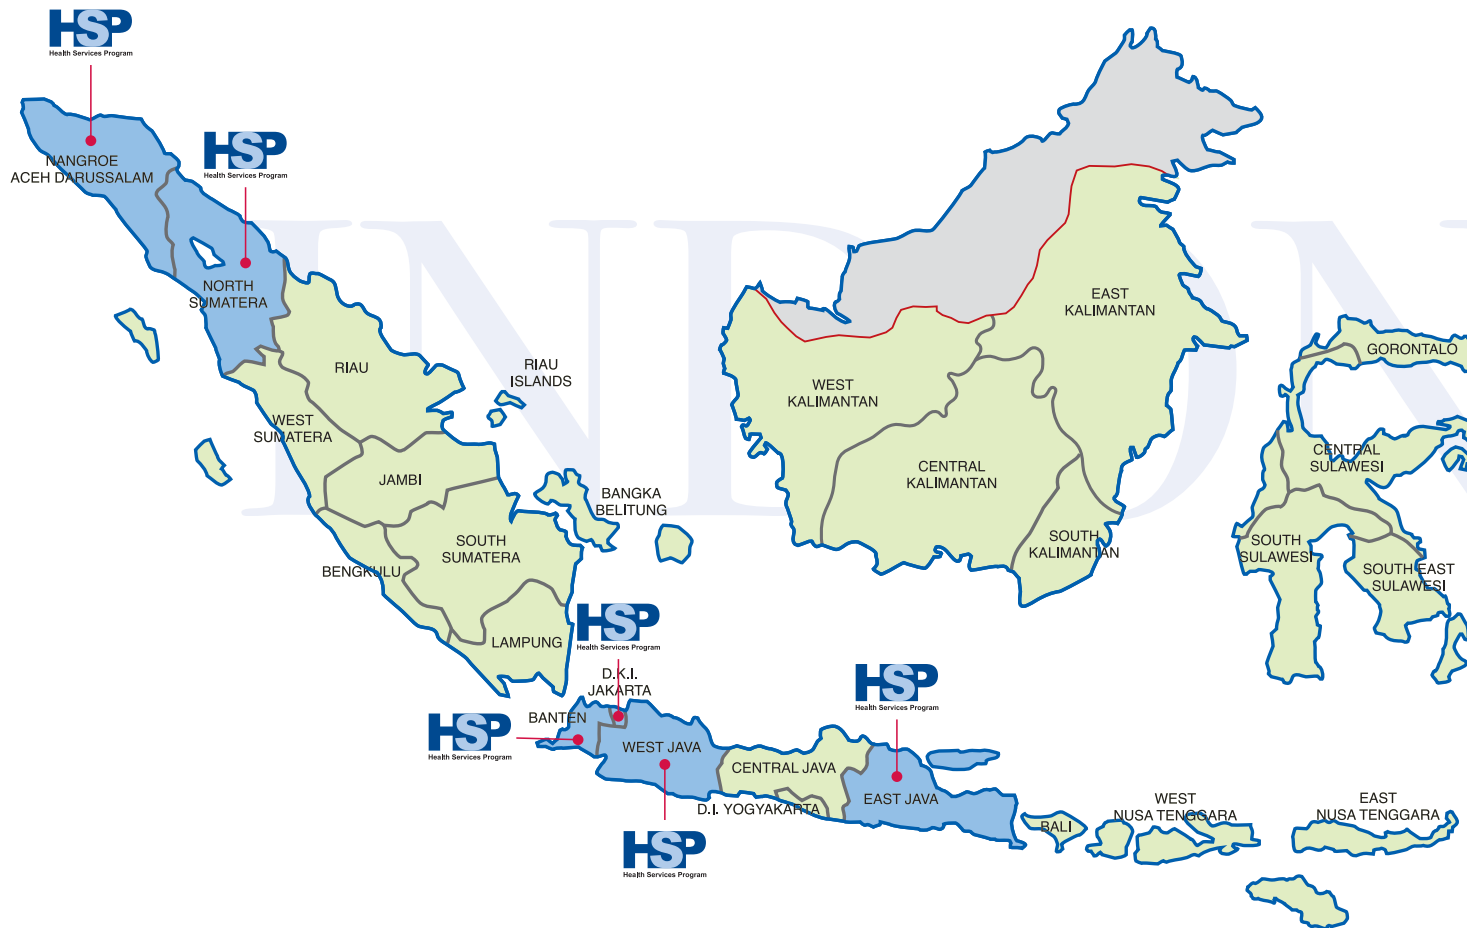 HSP
Health Services Program
HSP
Health Services Program
NANGROE
ACEH DARUSSALAM
NORTH
SUMATERA
EAST
KALIMANTAN
RIAU
RIAU
ISLANDS
GORONTALO
WEST
KALIMANTAN
WEST
SUMATERA
CENTRAL
SULAWESI
CENTRAL
KALIMANTAN
JAMBI
BANGKA
BELITUNG
SOUTH
SUMATERA
SOUTH
KALIMANTAN
SOUTH
SULAWESI
BENGKULU
SOUTH EAST
SULAWESI
LAMPUNG
HSP
Health Services Program
D.K.I.
JAKARTA
HSP
Health Services Program
BANTEN
HSP
Health Services Program
WEST JAVA
CENTRAL JAVA
EAST JAVA
D.I. YOGYAKARTA
BALI
WEST
NUSA TENGGARA
EAST
NUSA TENGGARA
HSP
Health Services Program
INDON